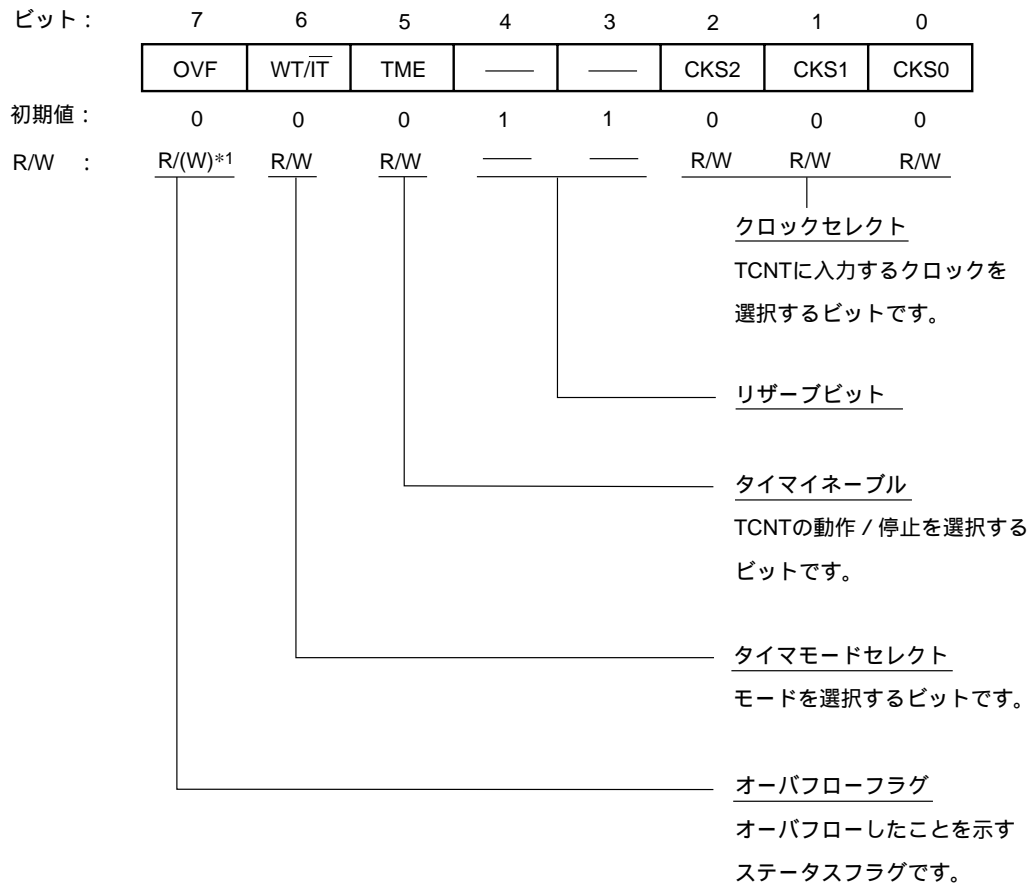 ビット： 7 6 5 4 3 2 1 0
OVF WT/I̅T̅ TME —— —— CKS2 CKS1 CKS0
初期値： 0 0 0 1 1 0 0 0
R/W ： R/(W)*1 R/W R/W —— —— R/W R/W R/W
クロックセレクト
TCNTに入力するクロックを
選択するビットです。
リザーブビット
タイマイネーブル
TCNTの動作 / 停止を選択する
ビットです。
タイマモードセレクト
モードを選択するビットです。
オーバフローフラグ
オーバフローしたことを示す
ステータスフラグです。